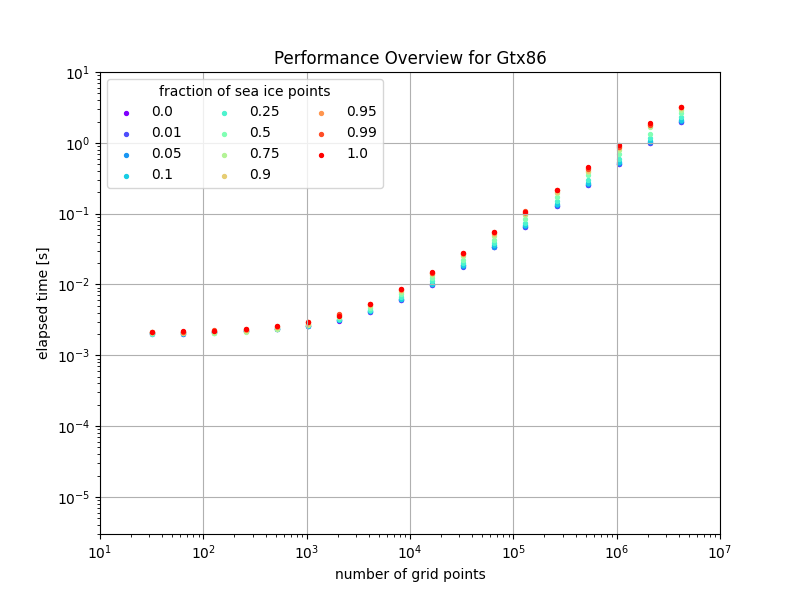 Performance Overview for Gtx86
fraction of sea ice points
0.0 0.25 0.95
0.01 0.5 0.99
0.05 0.75 1.0
0.1 0.9
elapsed time [s]
10¹
10⁰
10⁻¹
10⁻²
10⁻³
10⁻⁴
10⁻⁵
10¹ 10² 10³ 10⁴ 10⁵ 10⁶ 10⁷
number of grid points